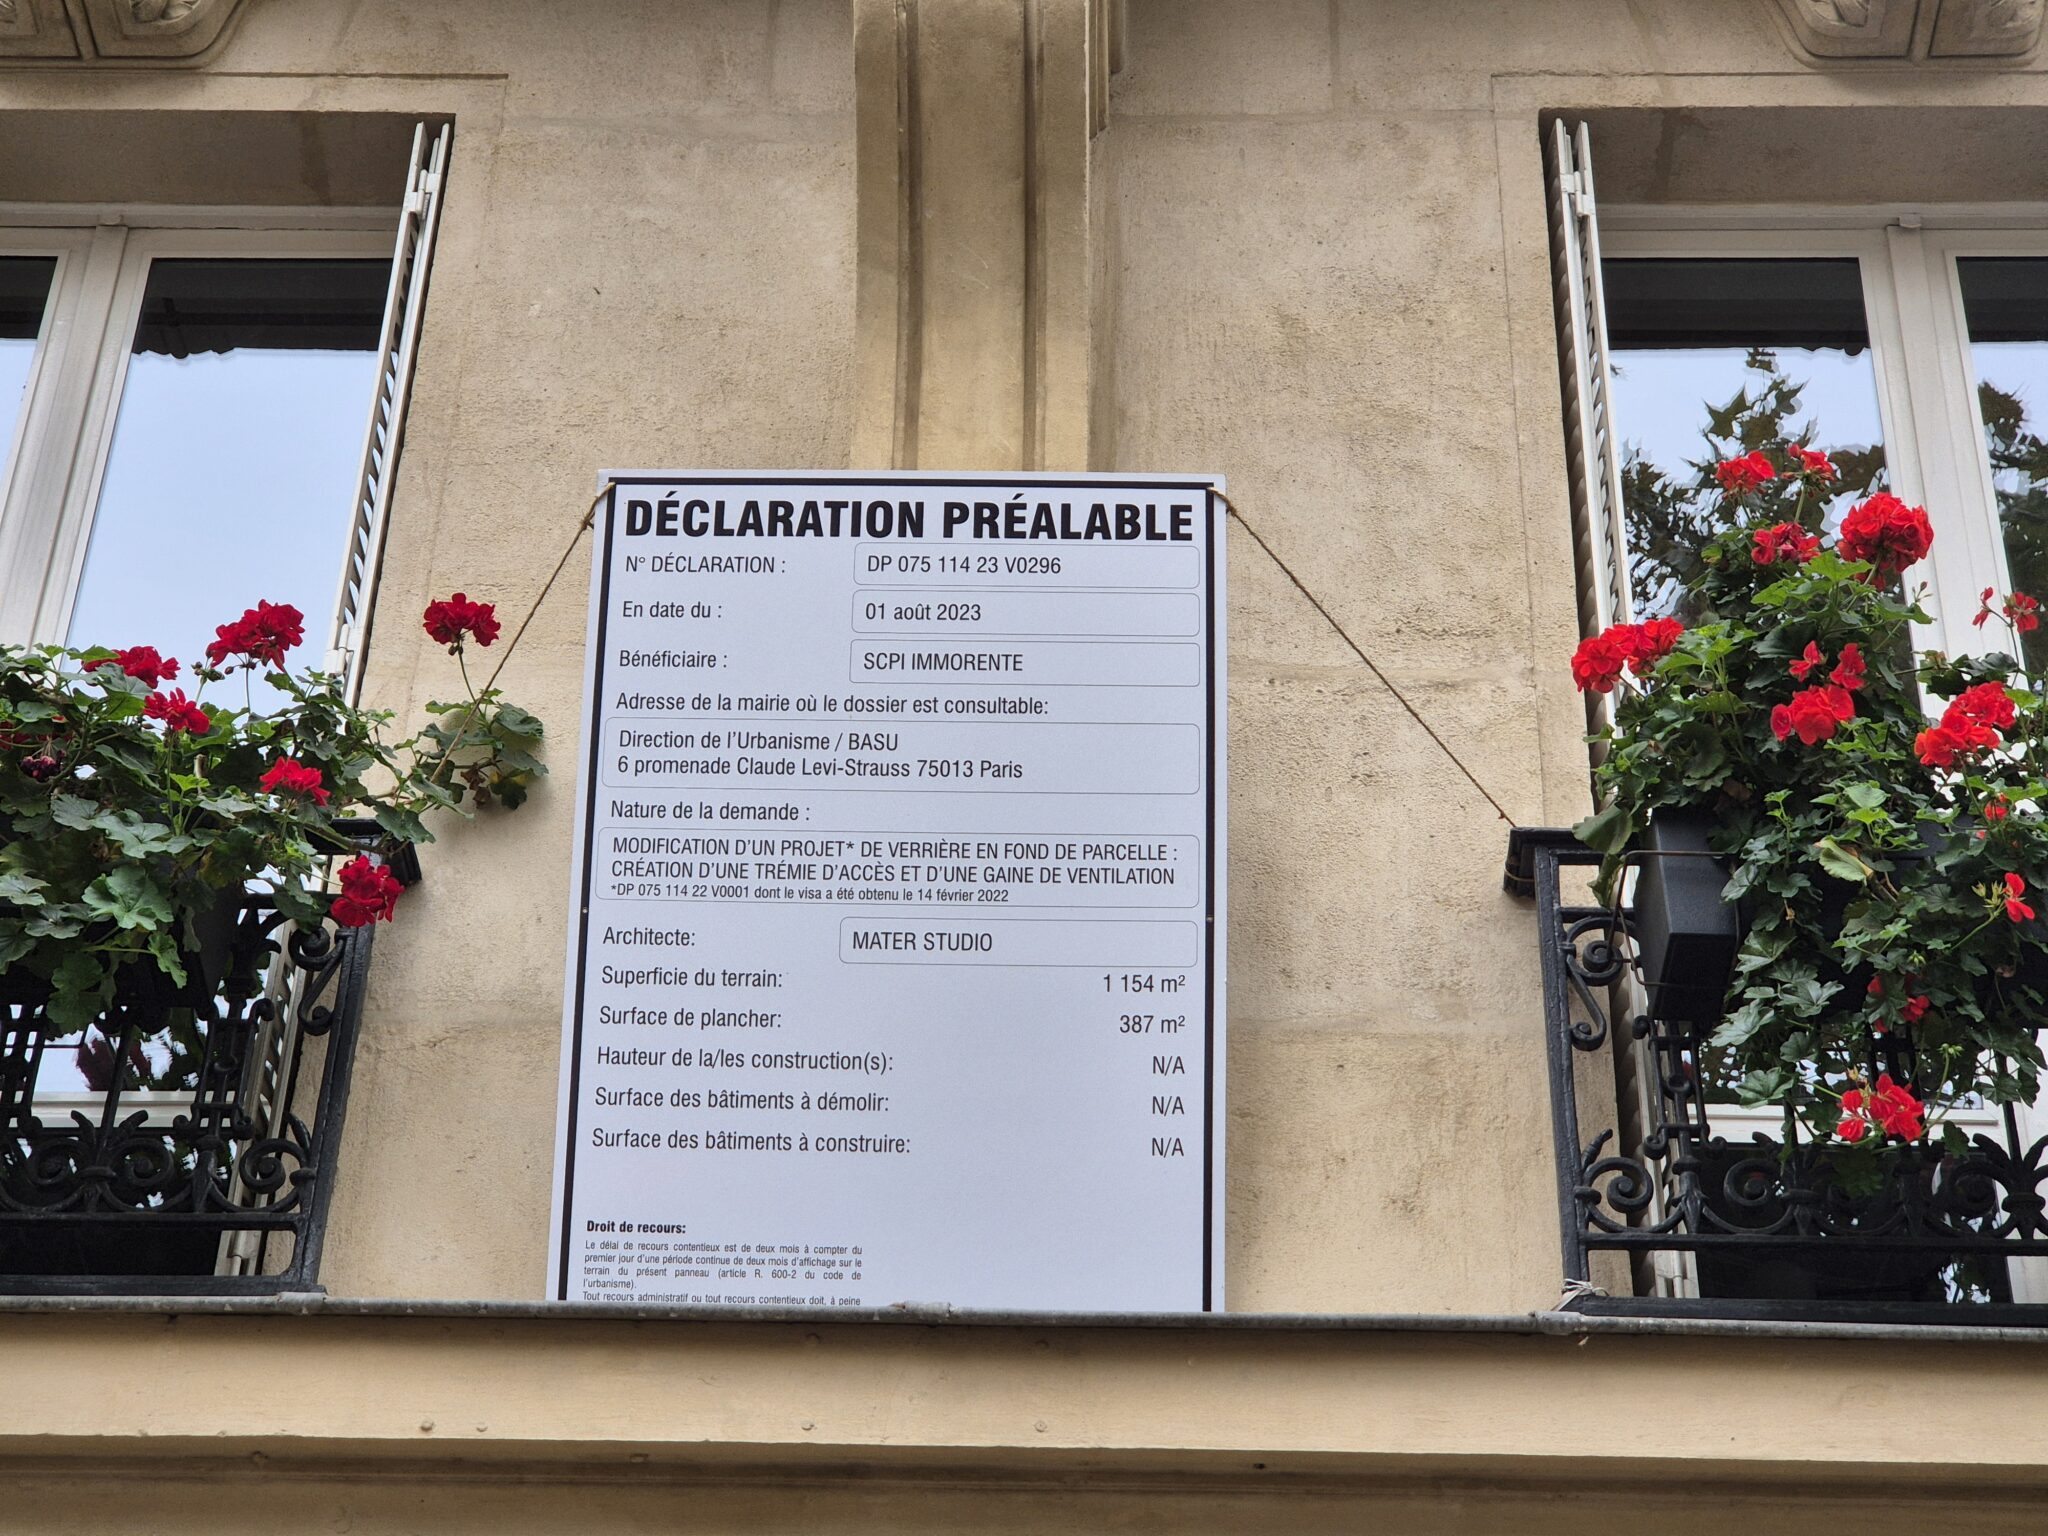 DÉCLARATION PRÉALABLE
N° DÉCLARATION : DP 075 114 23 V0296
En date du : 01 août 2023
Bénéficiaire : SCPI IMMORENTE
Adresse de la mairie où le dossier est consultable:
Direction de l'Urbanisme / BASU
6 promenade Claude Levi-Strauss 75013 Paris
Nature de la demande :
MODIFICATION D'UN PROJET* DE VERRIÈRE EN FOND DE PARCELLE :
CRÉATION D'UNE TRÉMIE D'ACCÈS ET D'UNE GAINE DE VENTILATION
*DP 075 114 22 V0001 dont le visa a été obtenu le 14 février 2022
Architecte: MATER STUDIO
Superficie du terrain: 1 154 m²
Surface de plancher: 387 m²
Hauteur de la/les construction(s): N/A
Surface des bâtiments à démolir: N/A
Surface des bâtiments à construire: N/A
Droit de recours:
Le délai de recours contentieux est de deux mois à compter du
premier jour d'une période continue de deux mois d'affichage sur le
terrain du présent panneau (article R. 600-2 du code de
l'urbanisme).
Tout recours administratif ou tout recours contentieux doit, à peine